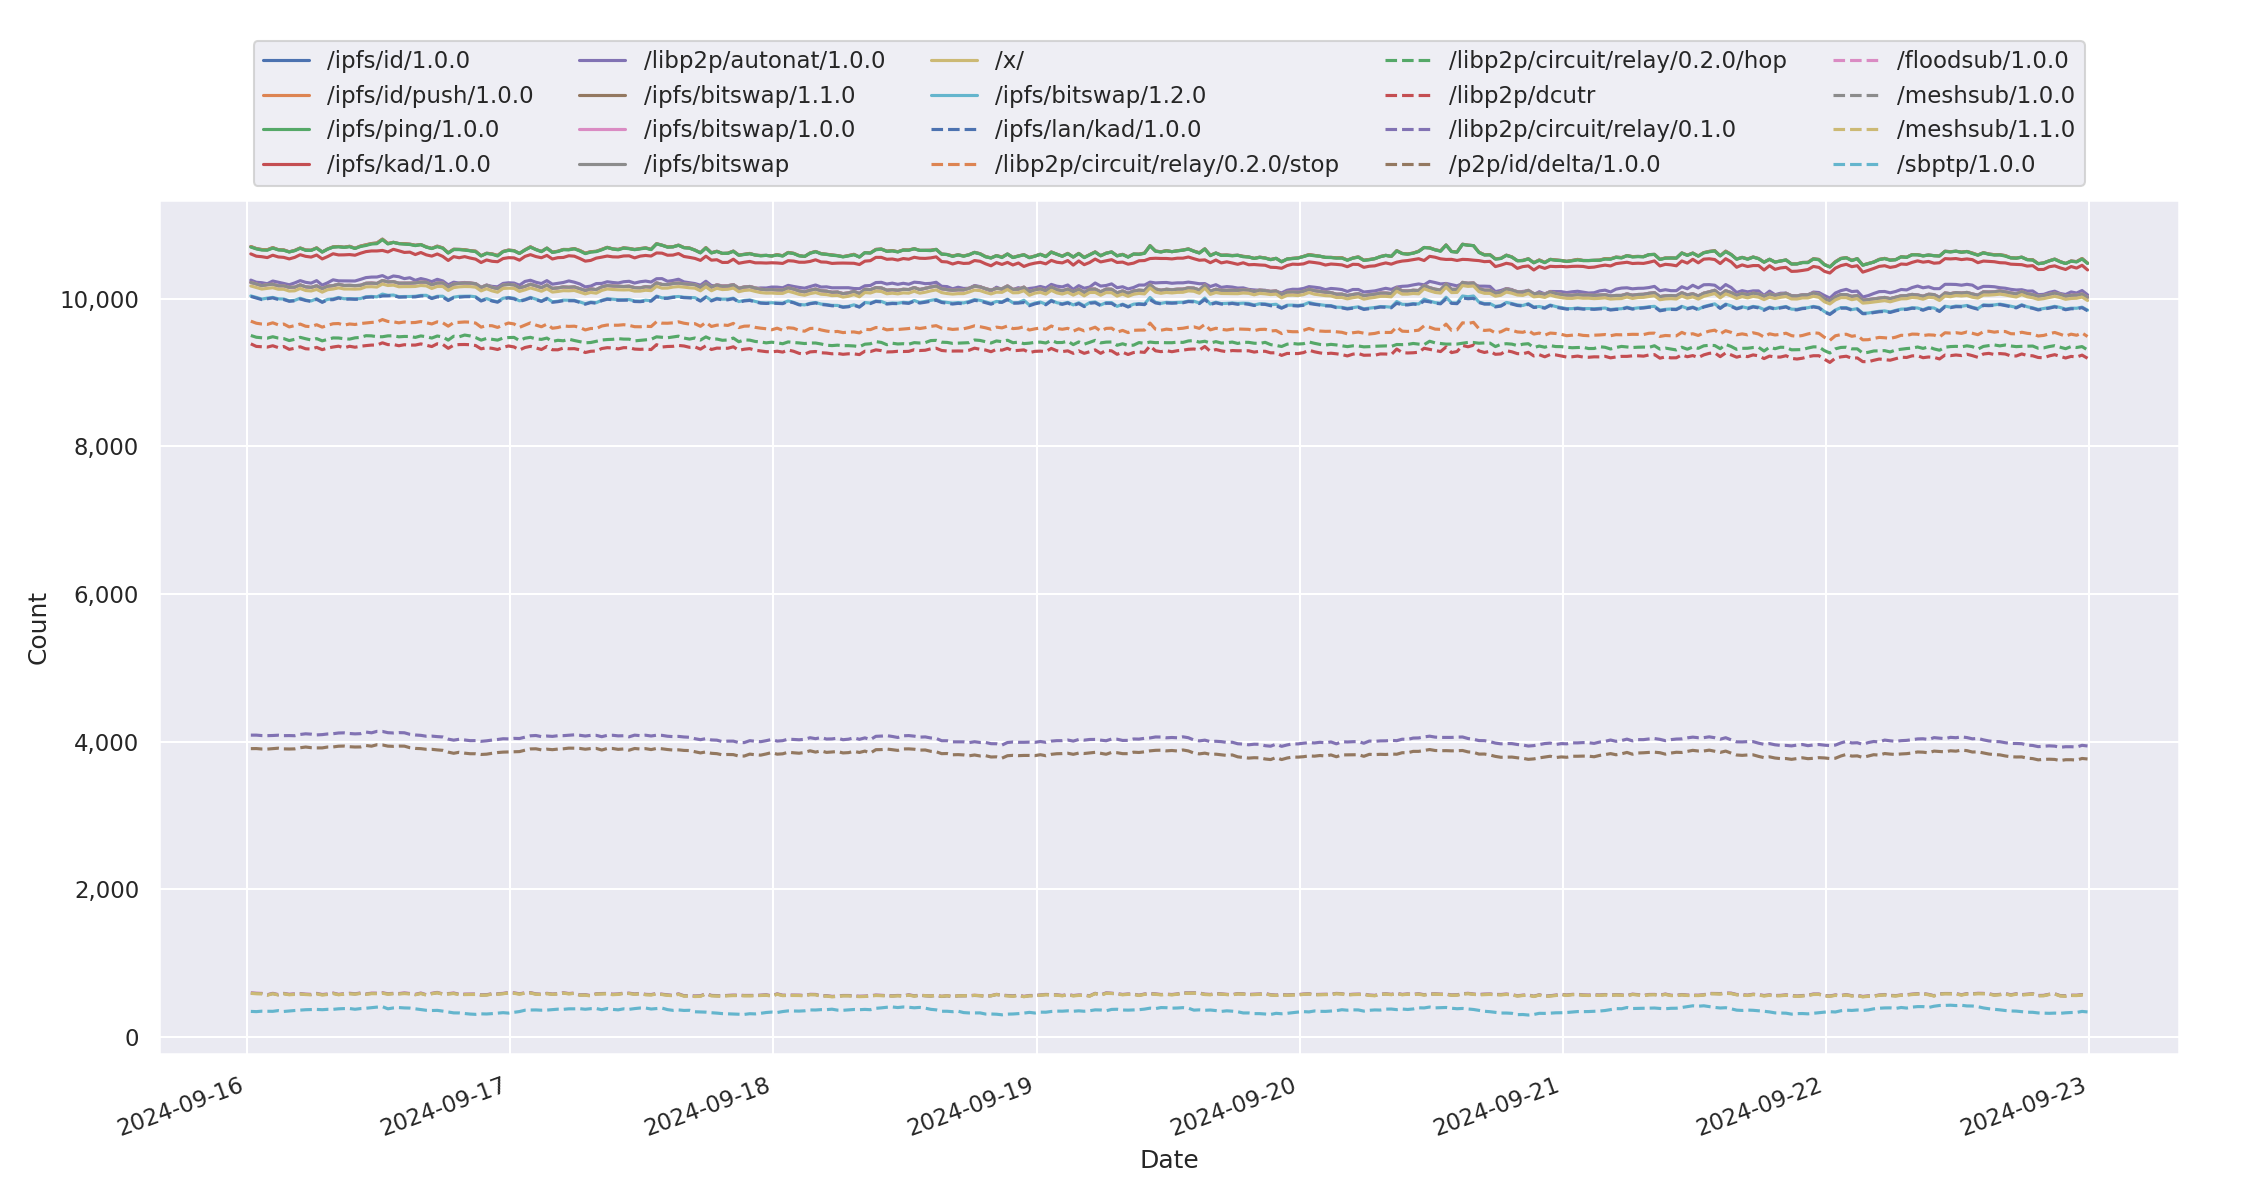 /ipfs/id/1.0.0
/ipfs/id/push/1.0.0
/ipfs/ping/1.0.0
/ipfs/kad/1.0.0
/libp2p/autonat/1.0.0
/ipfs/bitswap/1.1.0
/ipfs/bitswap/1.0.0
/ipfs/bitswap
/x/
/ipfs/bitswap/1.2.0
/ipfs/lan/kad/1.0.0
/libp2p/circuit/relay/0.2.0/stop
/libp2p/circuit/relay/0.2.0/hop
/libp2p/dcutr
/libp2p/circuit/relay/0.1.0
/p2p/id/delta/1.0.0
/floodsub/1.0.0
/meshsub/1.0.0
/meshsub/1.1.0
/sbptp/1.0.0
Count
10,000
8,000
6,000
4,000
2,000
0
2024-09-16
2024-09-17
2024-09-18
2024-09-19
2024-09-20
2024-09-21
2024-09-22
2024-09-23
Date